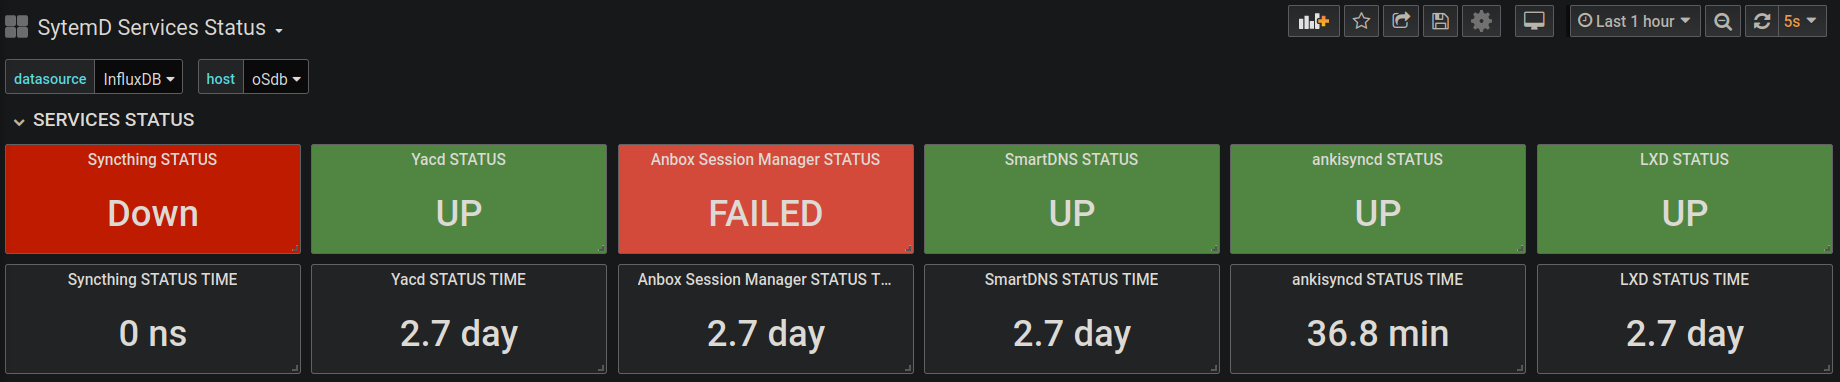 SytemD Services Status
Last 1 hour 5s
datasource InfluxDB host oSdb
SERVICES STATUS
Syncthing STATUS
Down
Yacd STATUS
UP
Anbox Session Manager STATUS
FAILED
SmartDNS STATUS
UP
ankisyncd STATUS
UP
LXD STATUS
UP
Syncthing STATUS TIME
0 ns
Yacd STATUS TIME
2.7 day
Anbox Session Manager STATUS T...
2.7 day
SmartDNS STATUS TIME
2.7 day
ankisyncd STATUS TIME
36.8 min
LXD STATUS TIME
2.7 day